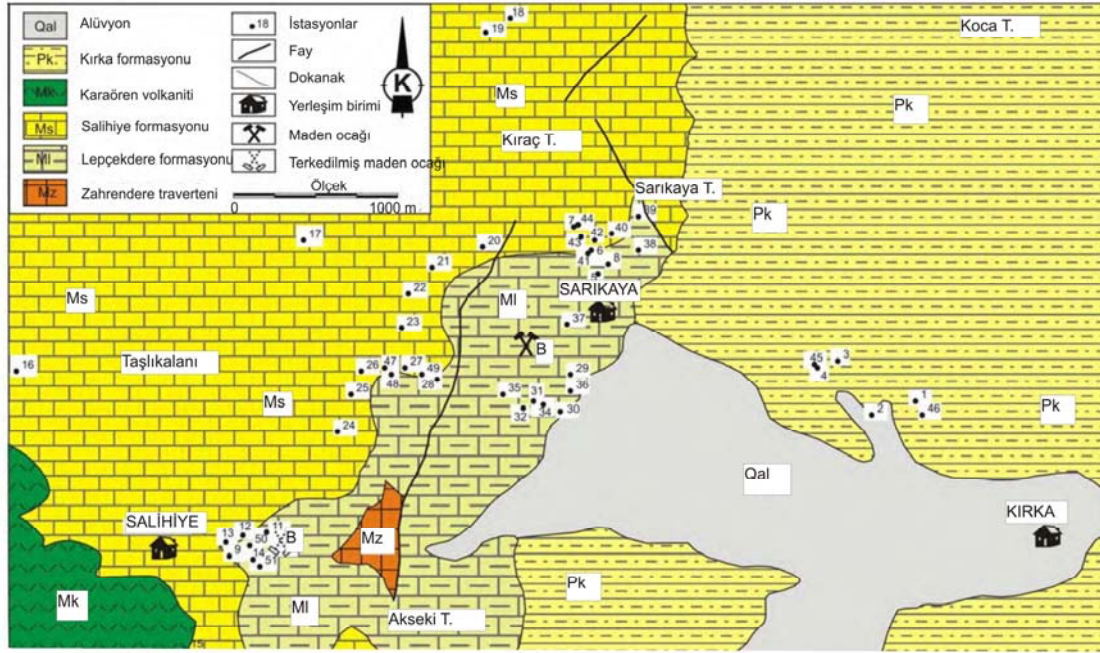 Qal Alüvyon
Pk Kırka formasyonu
Mk Karaören volkaniti
Ms Salihiye formasyonu
Ml Lepçekdere formasyonu
Mz Zahrendere traverteni
18 İstasyonlar
Fay
Dokanak
Yerleşim birimi
Maden ocağı
Terkedilmiş maden ocağı
Ölçek
0 1000 m
K
18
19
Koca T.
Ms
Pk
Kıraç T.
Sarıkaya T.
39
Pk
7 44
40
42
17
20
43
6
38
41
8
21
5
SARIKAYA
22
Ml
Ms
37
23
B
45 3
Taşlıkalanı
4
16
26 47 27 49
29
48 28
25
35 31
36
1
Ms
32 34 30
2 46
Pk
24
Qal
KIRKA
SALİHİYE
12 11
13 50 B
Mz
9 14
51
Pk
Mk
Ml
Akseki T.
15